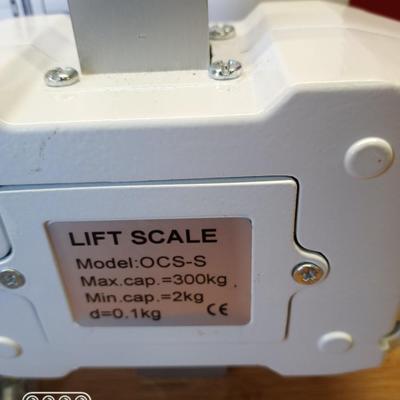 LIFT SCALE
Model:OCS-S
Max.cap.=300kg
Min.cap.=2kg
d=0.1kg CE